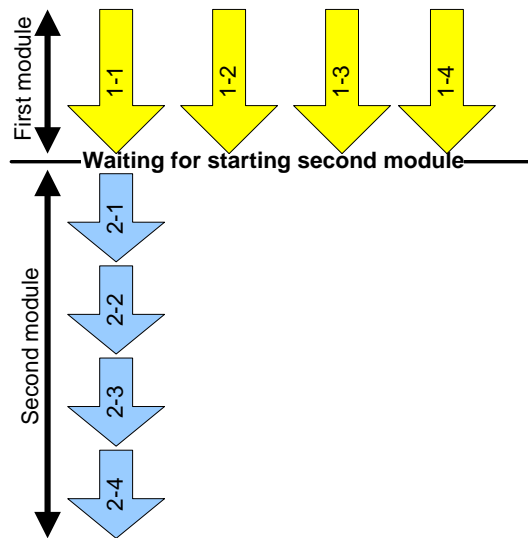 First module
1-1
1-2
1-3
1-4
Waiting for starting second module
Second module
2-1
2-2
2-3
2-4